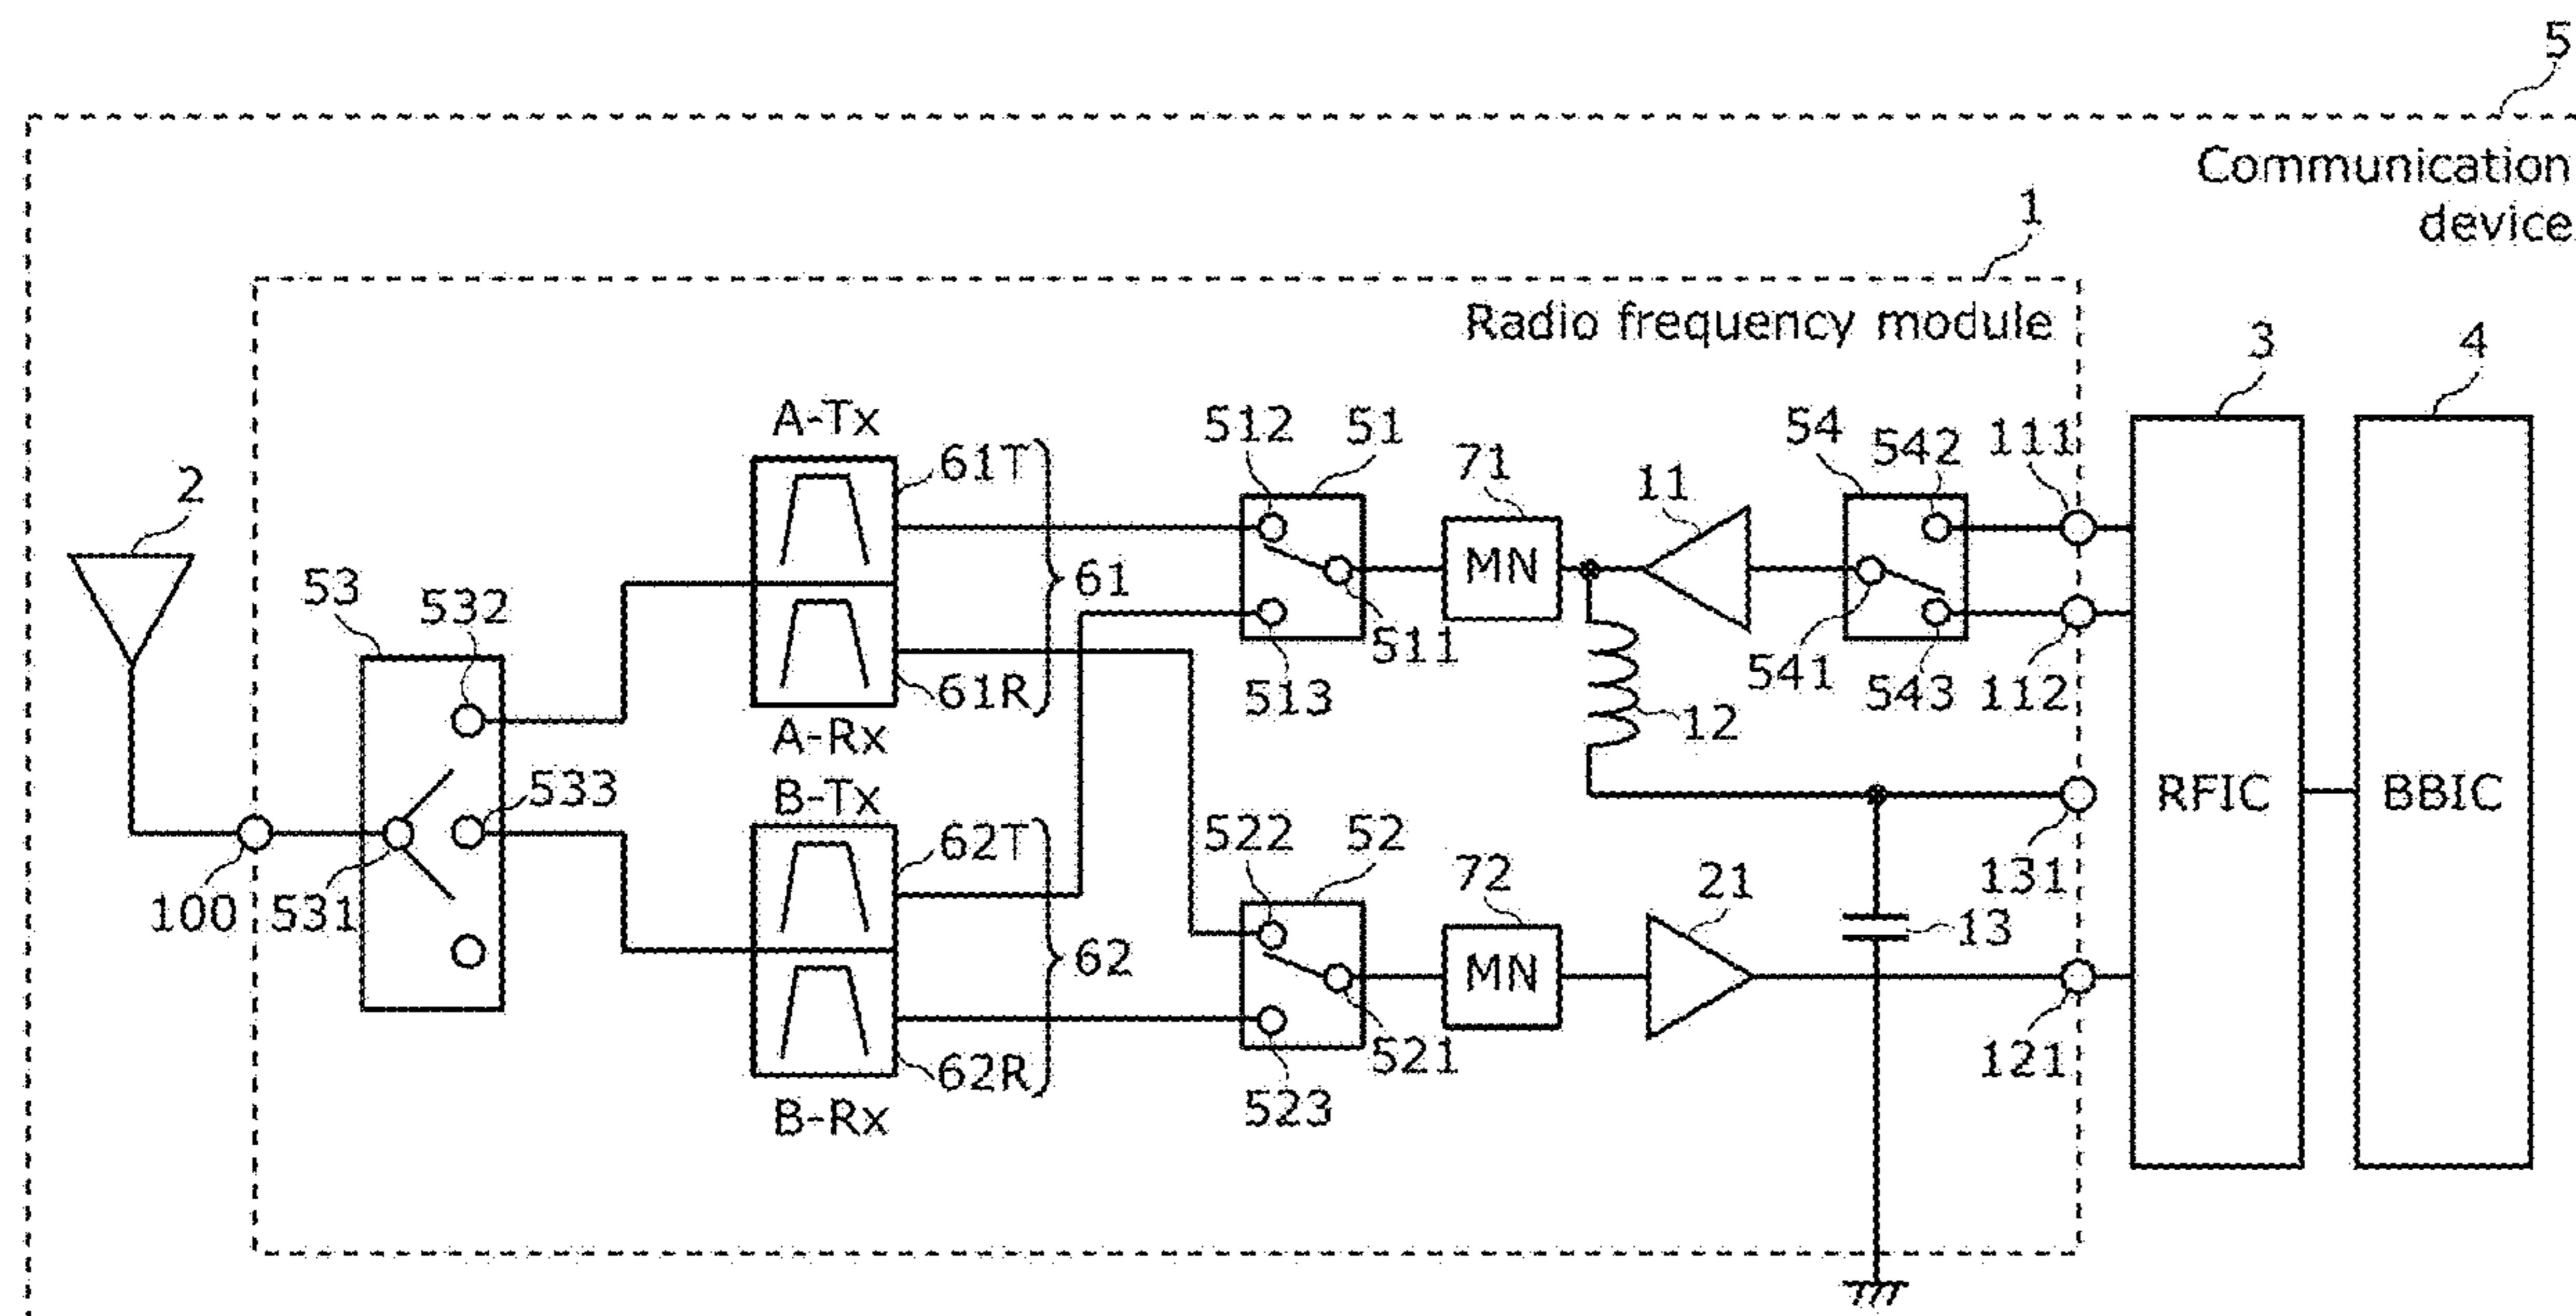 5
Communication
device
1
Radio frequency module
3
4
2
A-Tx
61T
61
61R
A-Rx
512
51
71
11
54
542
111
MN
511
513
541
543
112
12
53
532
533
531
100
B-Tx
62T
62
62R
B-Rx
522
52
72
21
MN
521
523
13
131
121
RFIC
BBIC